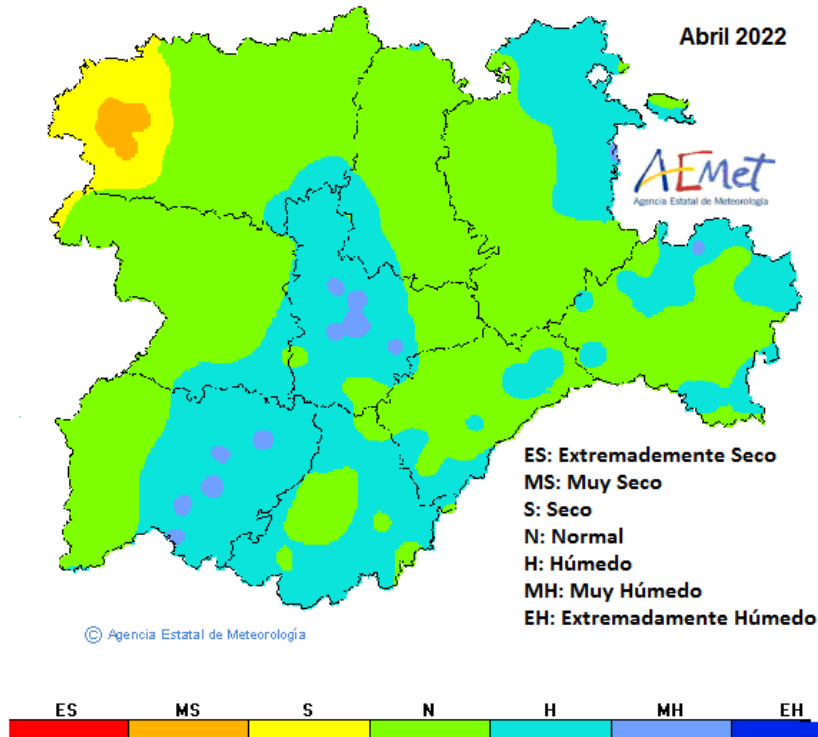 Abril 2022
AEMet
Agencia Estatal de Meteorología
ES: Extremademente Seco
MS: Muy Seco
S: Seco
N: Normal
H: Húmedo
MH: Muy Húmedo
EH: Extremadamente Húmedo
© Agencia Estatal de Meteorología
ES MS S N H MH EH